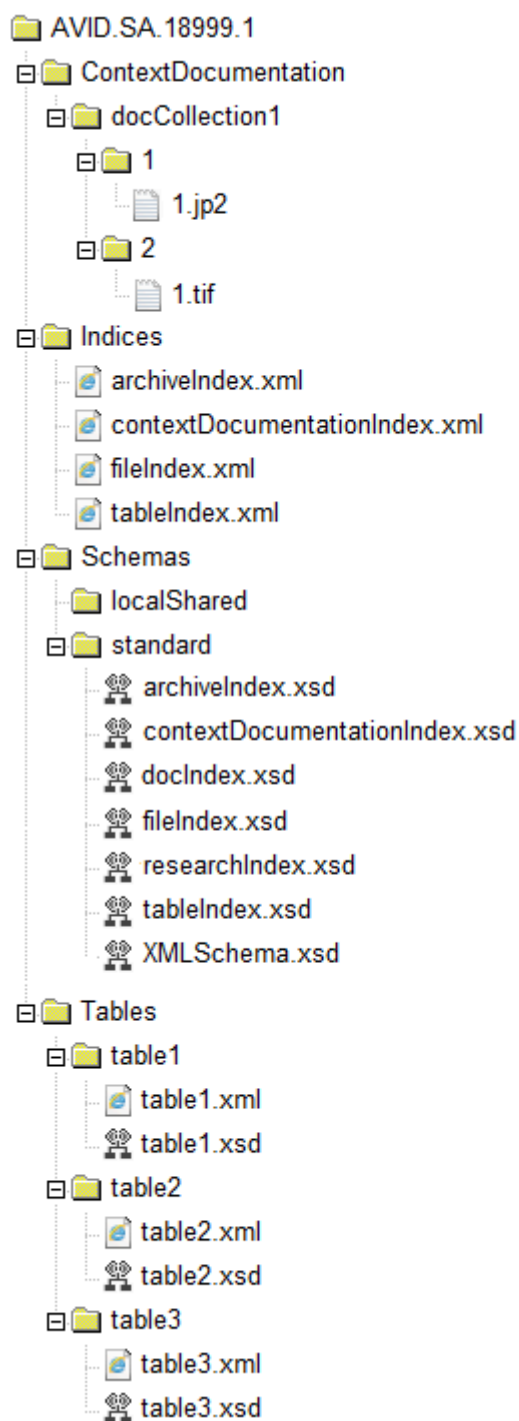 AVID.SA.18999.1
ContextDocumentation
docCollection1
1
1.jp2
2
1.tif
Indices
archiveIndex.xml
contextDocumentationIndex.xml
fileIndex.xml
tableIndex.xml
Schemas
localShared
standard
archiveIndex.xsd
contextDocumentationIndex.xsd
docIndex.xsd
fileIndex.xsd
researchIndex.xsd
tableIndex.xsd
XMLSchema.xsd
Tables
table1
table1.xml
table1.xsd
table2
table2.xml
table2.xsd
table3
table3.xml
table3.xsd